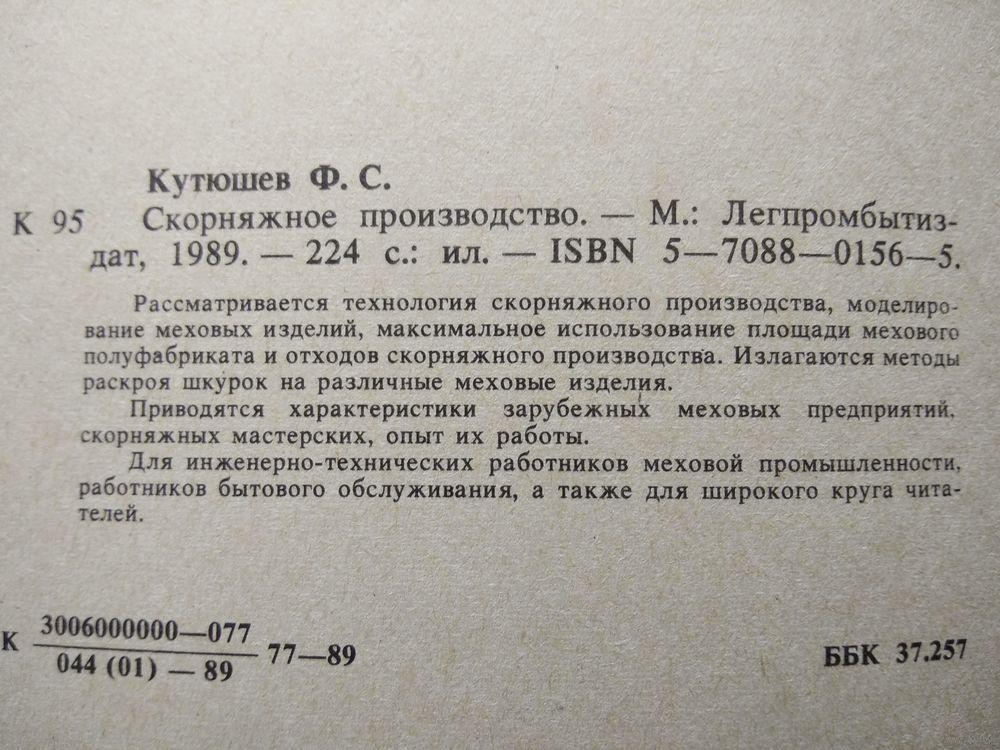 Кутюшев Ф. С.
К 95 Скорняжное производство. — М.: Легпромбытиз-
дат, 1989. — 224 с.: ил. — ISBN 5—7088—0156—5.
Рассматривается технология скорняжного производства, моделиро-
вание меховых изделий, максимальное использование площади мехового
полуфабриката и отходов скорняжного производства. Излагаются методы
раскроя шкурок на различные меховые изделия.
Приводятся характеристики зарубежных меховых предприятий,
скорняжных мастерских, опыт их работы.
Для инженерно-технических работников меховой промышленности,
работников бытового обслуживания, а также для широкого круга чита-
телей.
К 3006000000—077
044 (01) — 89 77—89
ББК 37.257